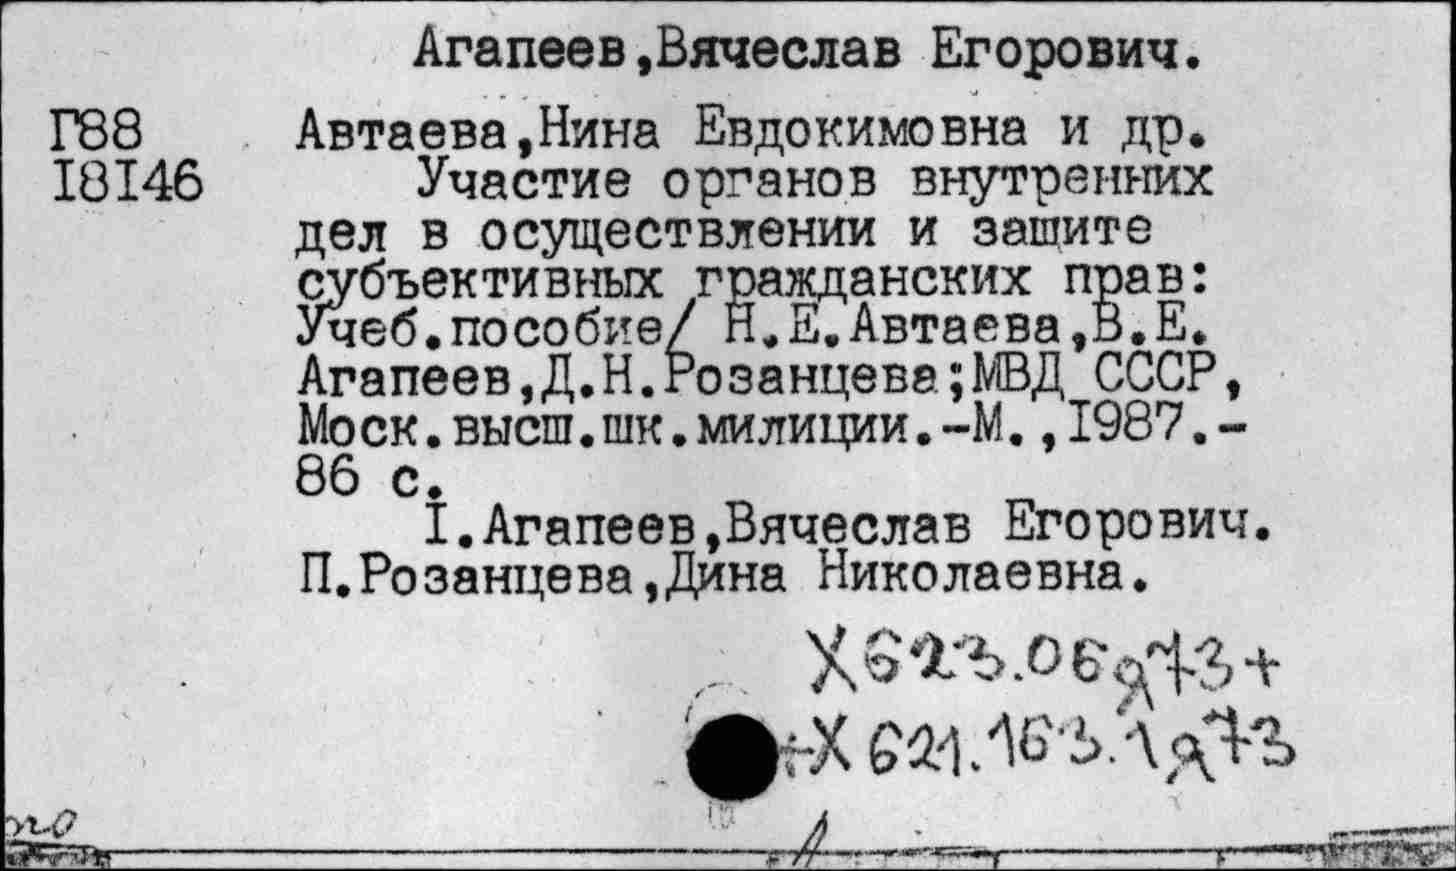 Агапеев,Вячеслав Егорович.
Г88
I8I46
Автаева,Нина Евдокимовна и др.
Участие органов внутренних
дел в осуществлении и защите
субъективных гражданских прав:
Учеб.пособие/ Н.Е.Автаева,В.Е.
Агапеев,Д.Н.Розанцева;МВД СССР,
Моск.высш.шк.милиции.-М.,I987.-
86 с.
I.Агапеев,Вячеслав Егорович.
П.Розанцева,Дина Николаевна.
Х623.06я73+
+Х621.163.1я73